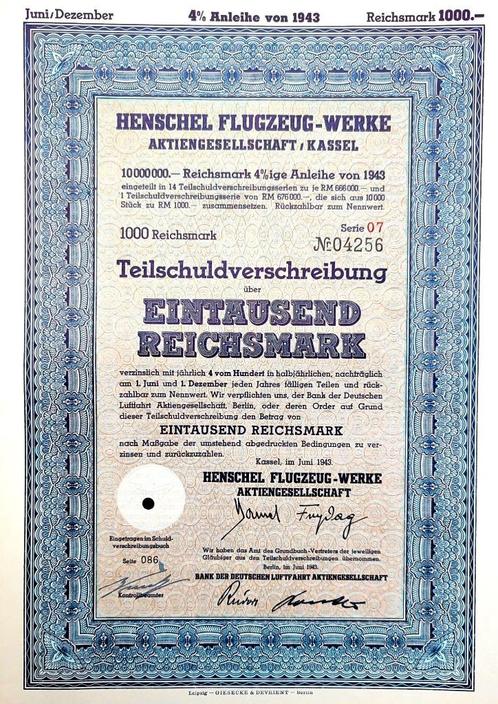 Juni/Dezember 4% Anleihe von 1943 Reichsmark 1000.—
HENSCHEL FLUGZEUG-WERKE
AKTIENGESELLSCHAFT / KASSEL
10 000 000.— Reichsmark 4%ige Anleihe von 1943
eingeteilt in 14 Teilschuldverschreibungsserien zu je RM 666 000.— und
1 Teilschuldverschreibungsserie von RM 676 000.—, die sich aus 10 000
Stück zu RM 1000.— zusammensetzen. Rückzahlbar zum Nennwert.
Serie 07
1000 Reichsmark № 04256
Teilschuldverschreibung
über
EINTAUSEND
REICHSMARK
verzinslich mit jährlich 4 vom Hundert in halbjährlichen, nachträglich
am 1. Juni und 1. Dezember jeden Jahres fälligen Teilen und rück-
zahlbar zum Nennwert. Wir verpflichten uns, der Bank der Deutschen
Luftfahrt Aktiengesellschaft, Berlin, oder deren Order auf Grund
dieser Teilschuldverschreibung den Betrag von
EINTAUSEND REICHSMARK
nach Maßgabe der umstehend abgedruckten Bedingungen zu ver-
zinsen und zurückzuzahlen.
Kassel, im Juni 1943.
HENSCHEL FLUGZEUG-WERKE
AKTIENGESELLSCHAFT
Eingetragen im Schuld-
verschreibungsbuch
Seite 086
Kontrollbeamter
Wir haben das Amt des Grundbuch-Vertreters der jeweiligen
Gläubiger aus den Teilschuldverschreibungen übernommen.
Berlin, im Juni 1943.
BANK DER DEUTSCHEN LUFTFAHRT AKTIENGESELLSCHAFT
Leipzig — GIESECKE & DEVRIENT — Berlin